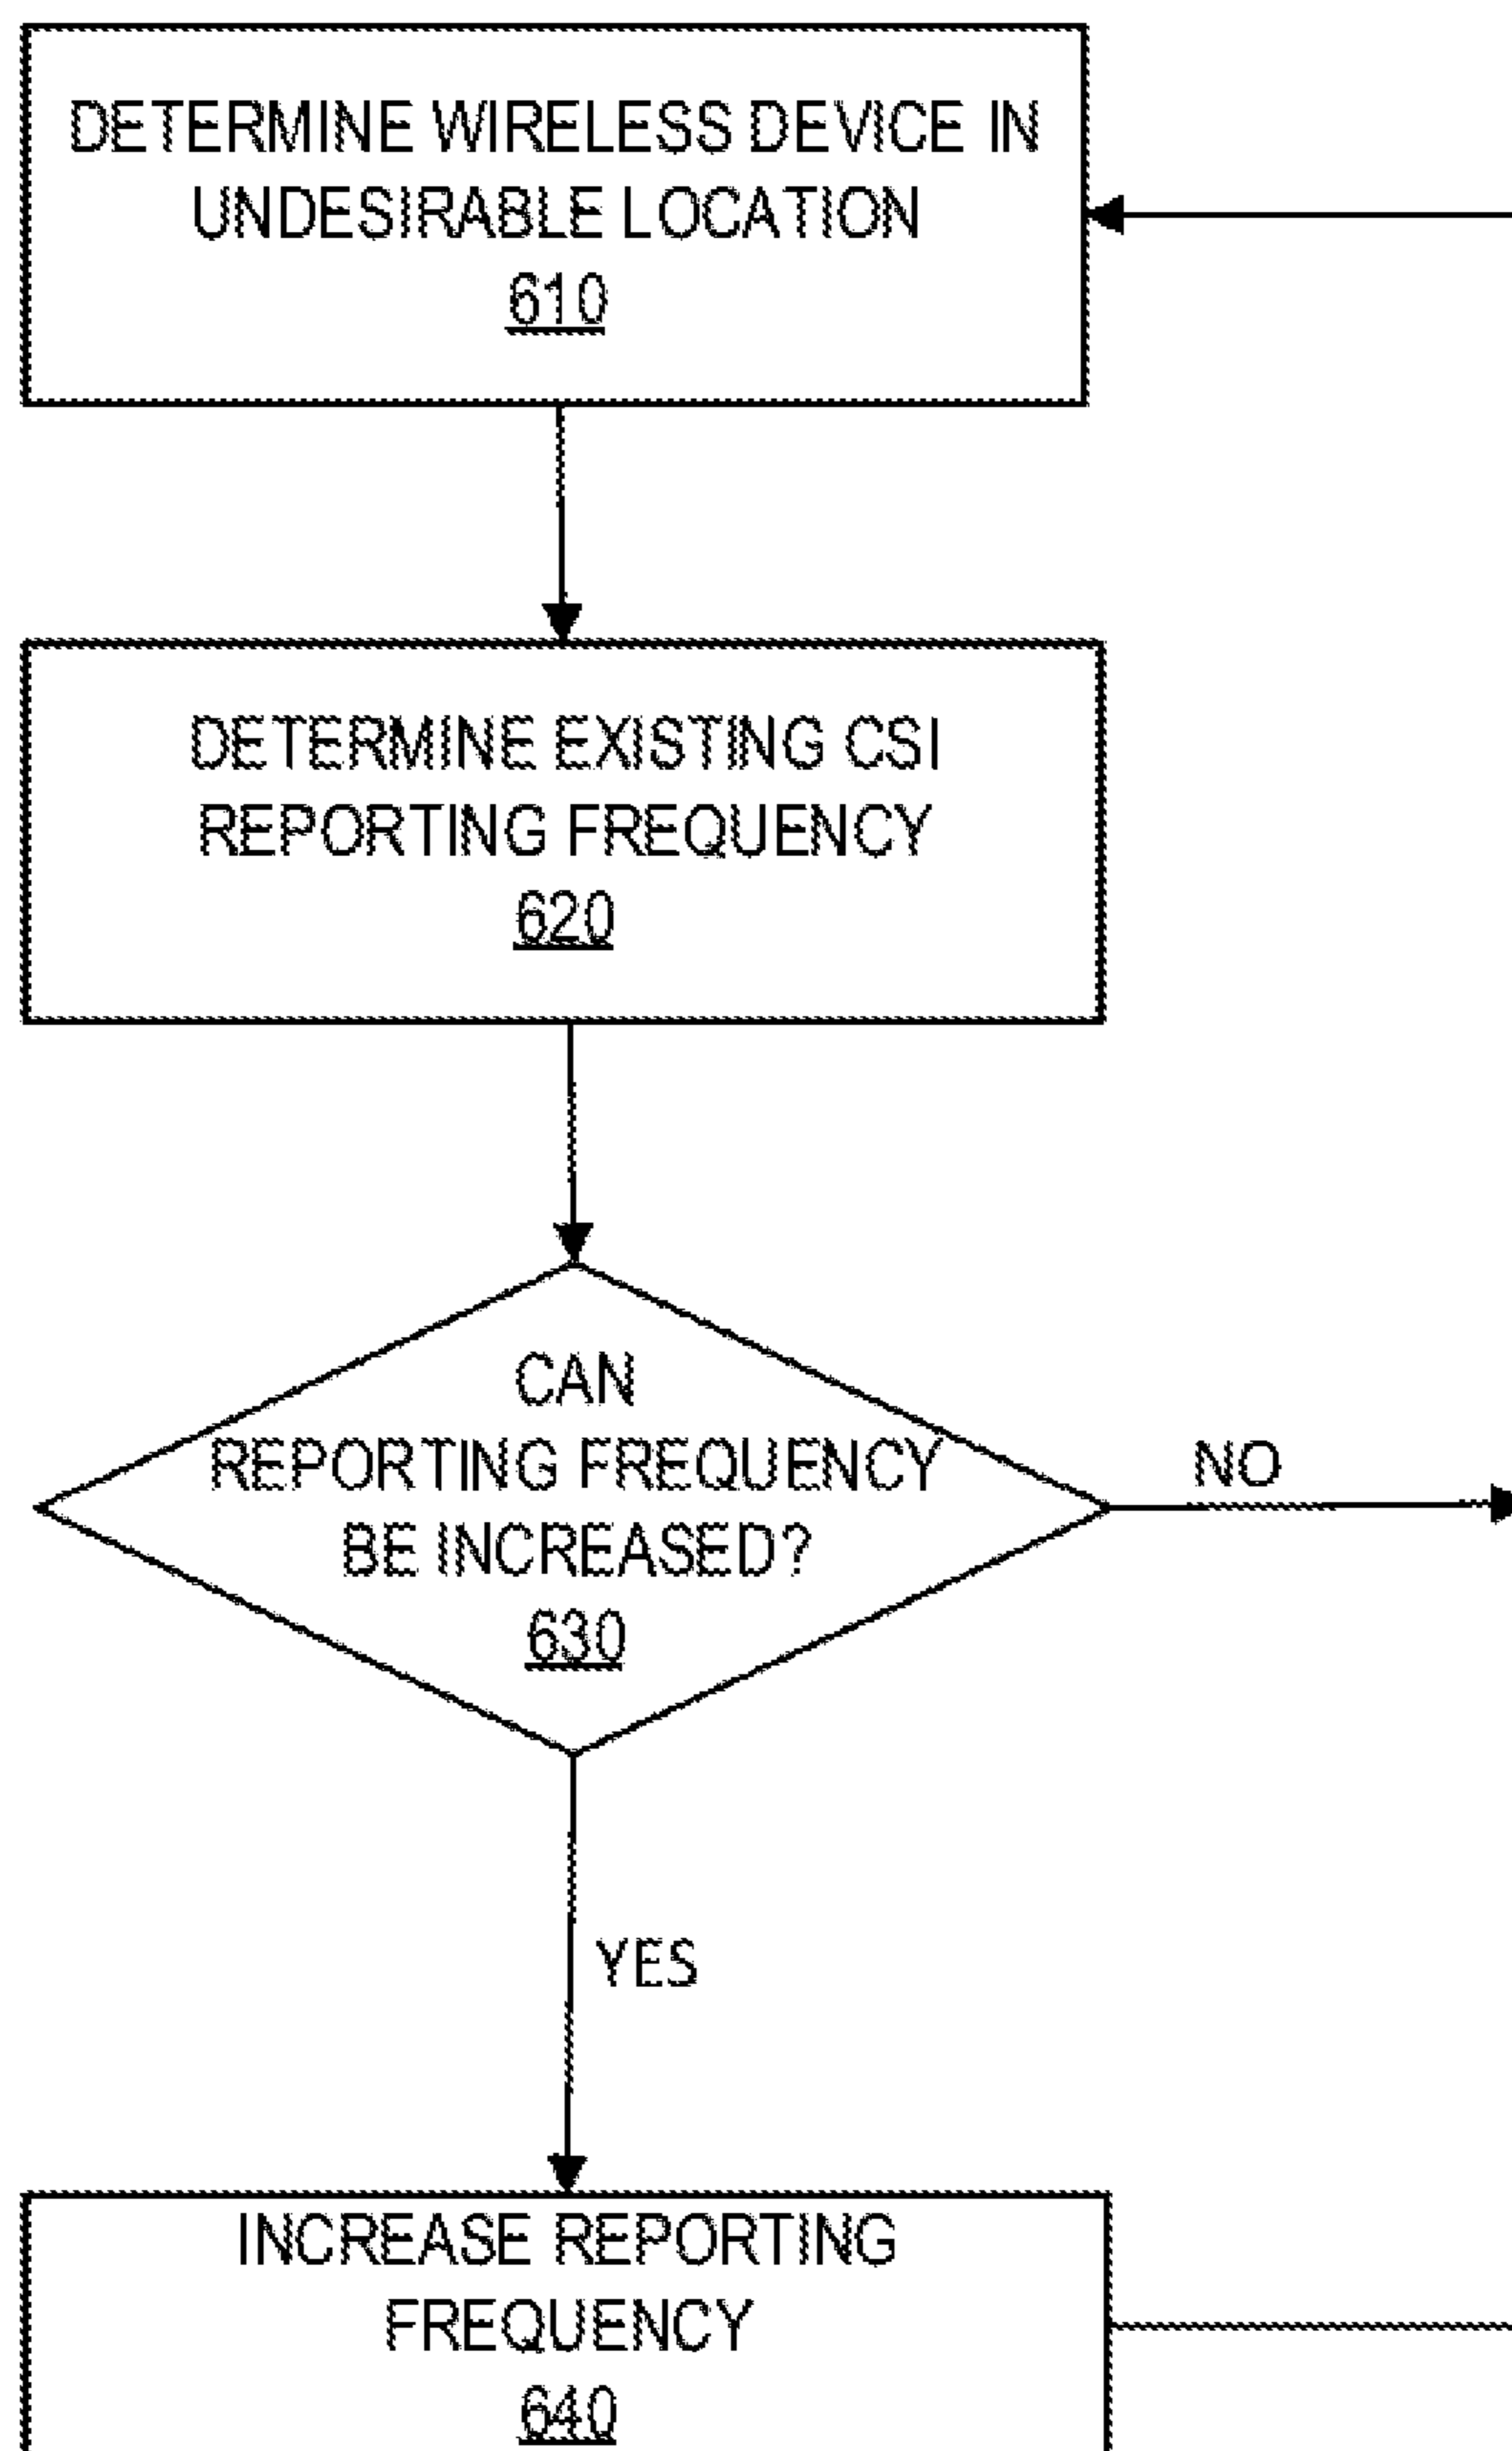 DETERMINE WIRELESS DEVICE IN
UNDESIRABLE LOCATION
610
DETERMINE EXISTING CSI
REPORTING FREQUENCY
620
CAN
REPORTING FREQUENCY
BE INCREASED?
630
NO
YES
INCREASE REPORTING
FREQUENCY
640